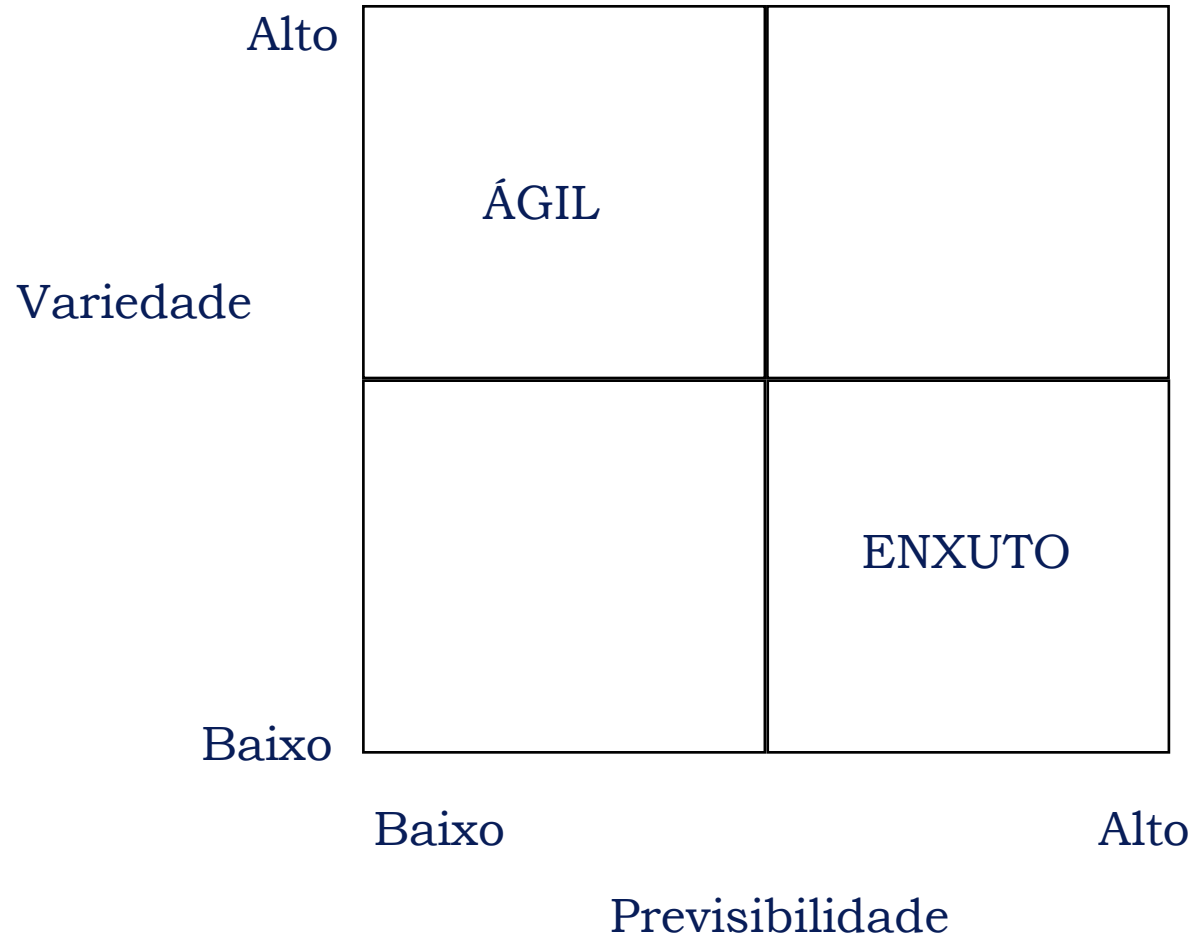 Alto
ÁGIL
Variedade
ENXUTO
Baixo
Baixo Alto
Previsibilidade